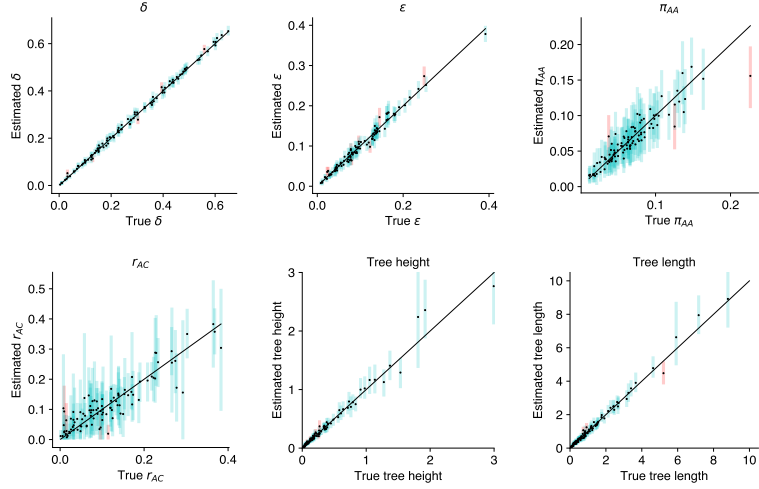 δ
ε
π_AA
0.6
0.4
0.2
0.0
Estimated δ
0.0
0.2
0.4
0.6
True δ
0.4
0.3
0.2
0.1
0.0
Estimated ε
0.0
0.2
0.4
True ε
0.20
0.15
0.10
0.05
0.00
Estimated π_AA
0.1
0.2
True π_AA
r_AC
Tree height
Tree length
0.5
0.4
0.3
0.2
0.1
0.0
Estimated r_AC
0.0
0.2
0.4
True r_AC
3
2
1
0
Estimated tree height
0
1
2
3
True tree height
10
8
6
4
2
0
Estimated tree length
0
2
4
6
8
10
True tree length